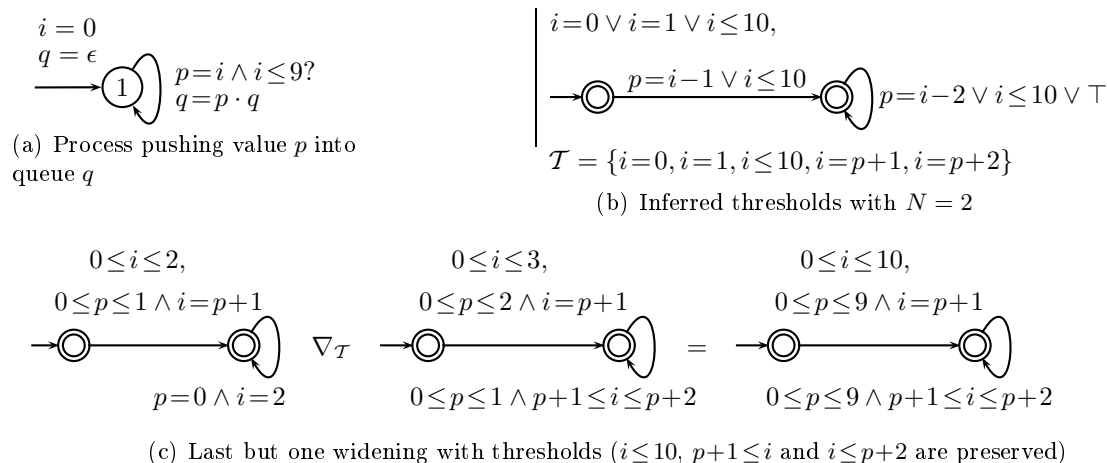 i = 0
q = ϵ
1
p=i ∧ i≤9?
q=p · q
(a) Process pushing value p into
queue q
i=0 ∨ i=1 ∨ i≤10,
p=i−1 ∨ i≤10
p=i−2 ∨ i≤10 ∨ ⊤
𝒯 = {i=0, i=1, i≤10, i=p+1, i=p+2}
(b) Inferred thresholds with N = 2
0≤i≤2,
0≤p≤1 ∧ i=p+1
p=0 ∧ i=2
∇𝒯
0≤i≤3,
0≤p≤2 ∧ i=p+1
0≤p≤1 ∧ p+1≤i≤p+2
=
0≤i≤10,
0≤p≤9 ∧ i=p+1
0≤p≤9 ∧ p+1≤i≤p+2
(c) Last but one widening with thresholds (i≤10, p+1≤i and i≤p+2 are preserved)